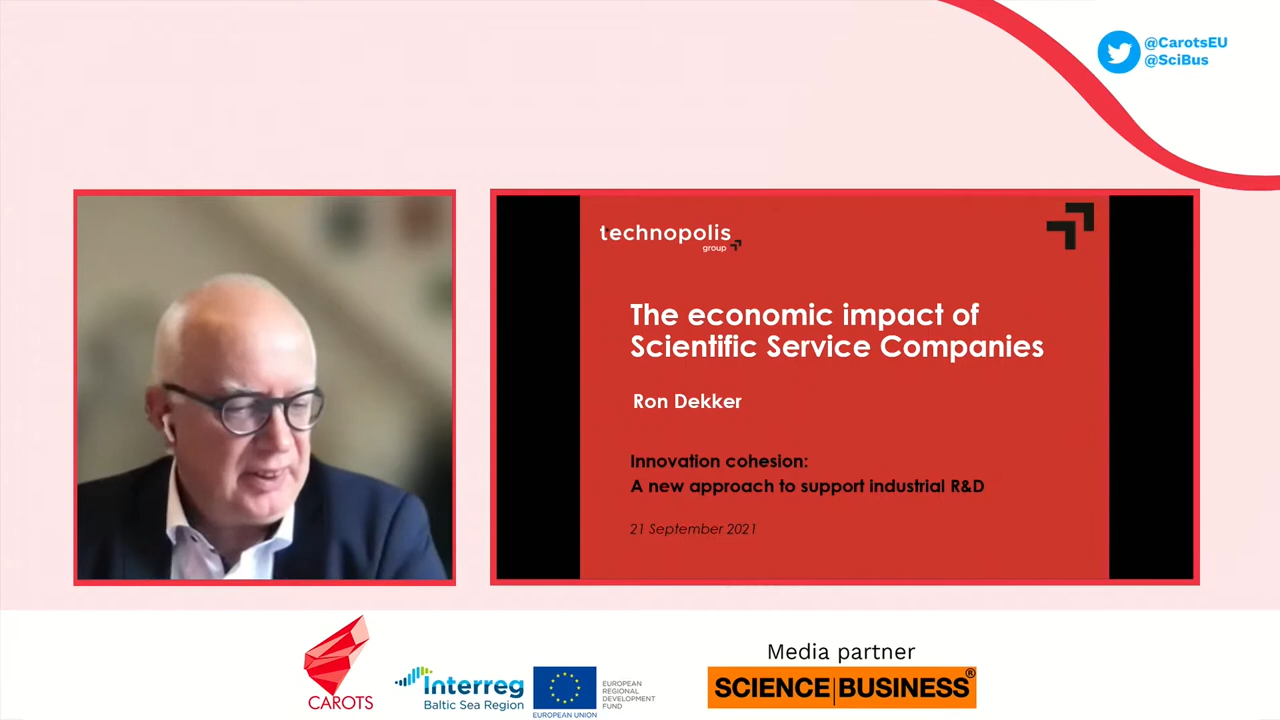 @CarotsEU
@SciBus
technopolis
group
The economic impact of
Scientific Service Companies
Ron Dekker
Innovation cohesion:
A new approach to support industrial R&D
21 September 2021
CAROTS
Interreg
Baltic Sea Region
EUROPEAN UNION
EUROPEAN
REGIONAL
DEVELOPMENT
FUND
Media partner
SCIENCE|BUSINESS®